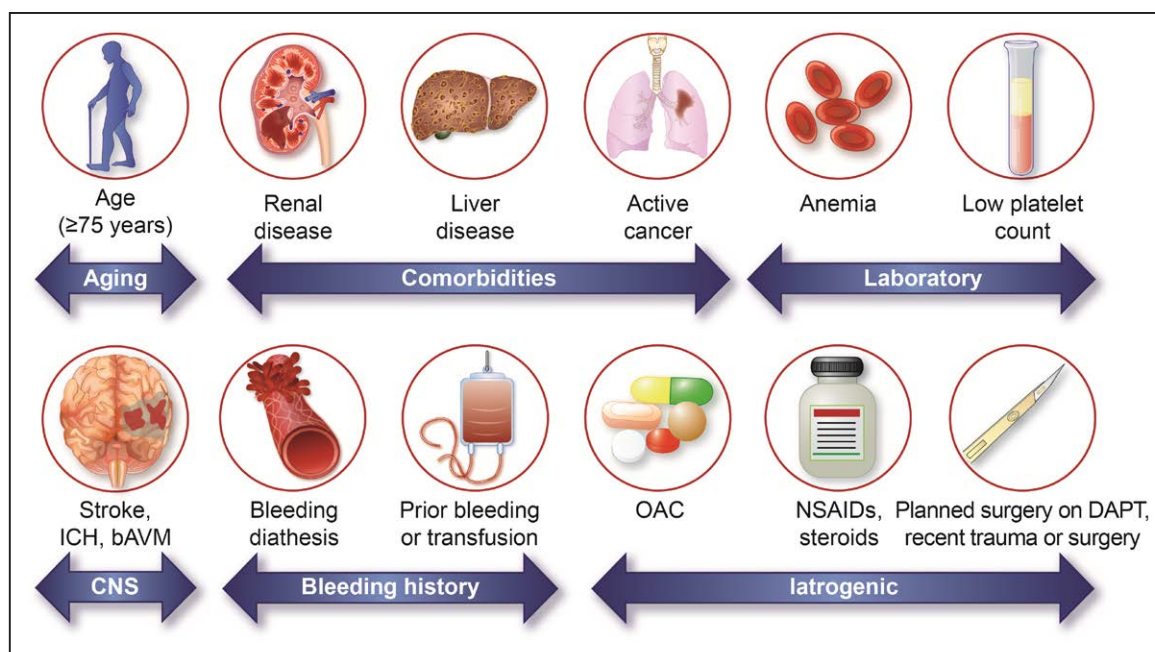 Age
(≥75 years)
Renal
disease
Liver
disease
Active
cancer
Anemia
Low platelet
count
Aging
Comorbidities
Laboratory
Stroke,
ICH, bAVM
Bleeding
diathesis
Prior bleeding
or transfusion
OAC
NSAIDs,
steroids
Planned surgery on DAPT,
recent trauma or surgery
CNS
Bleeding history
Iatrogenic